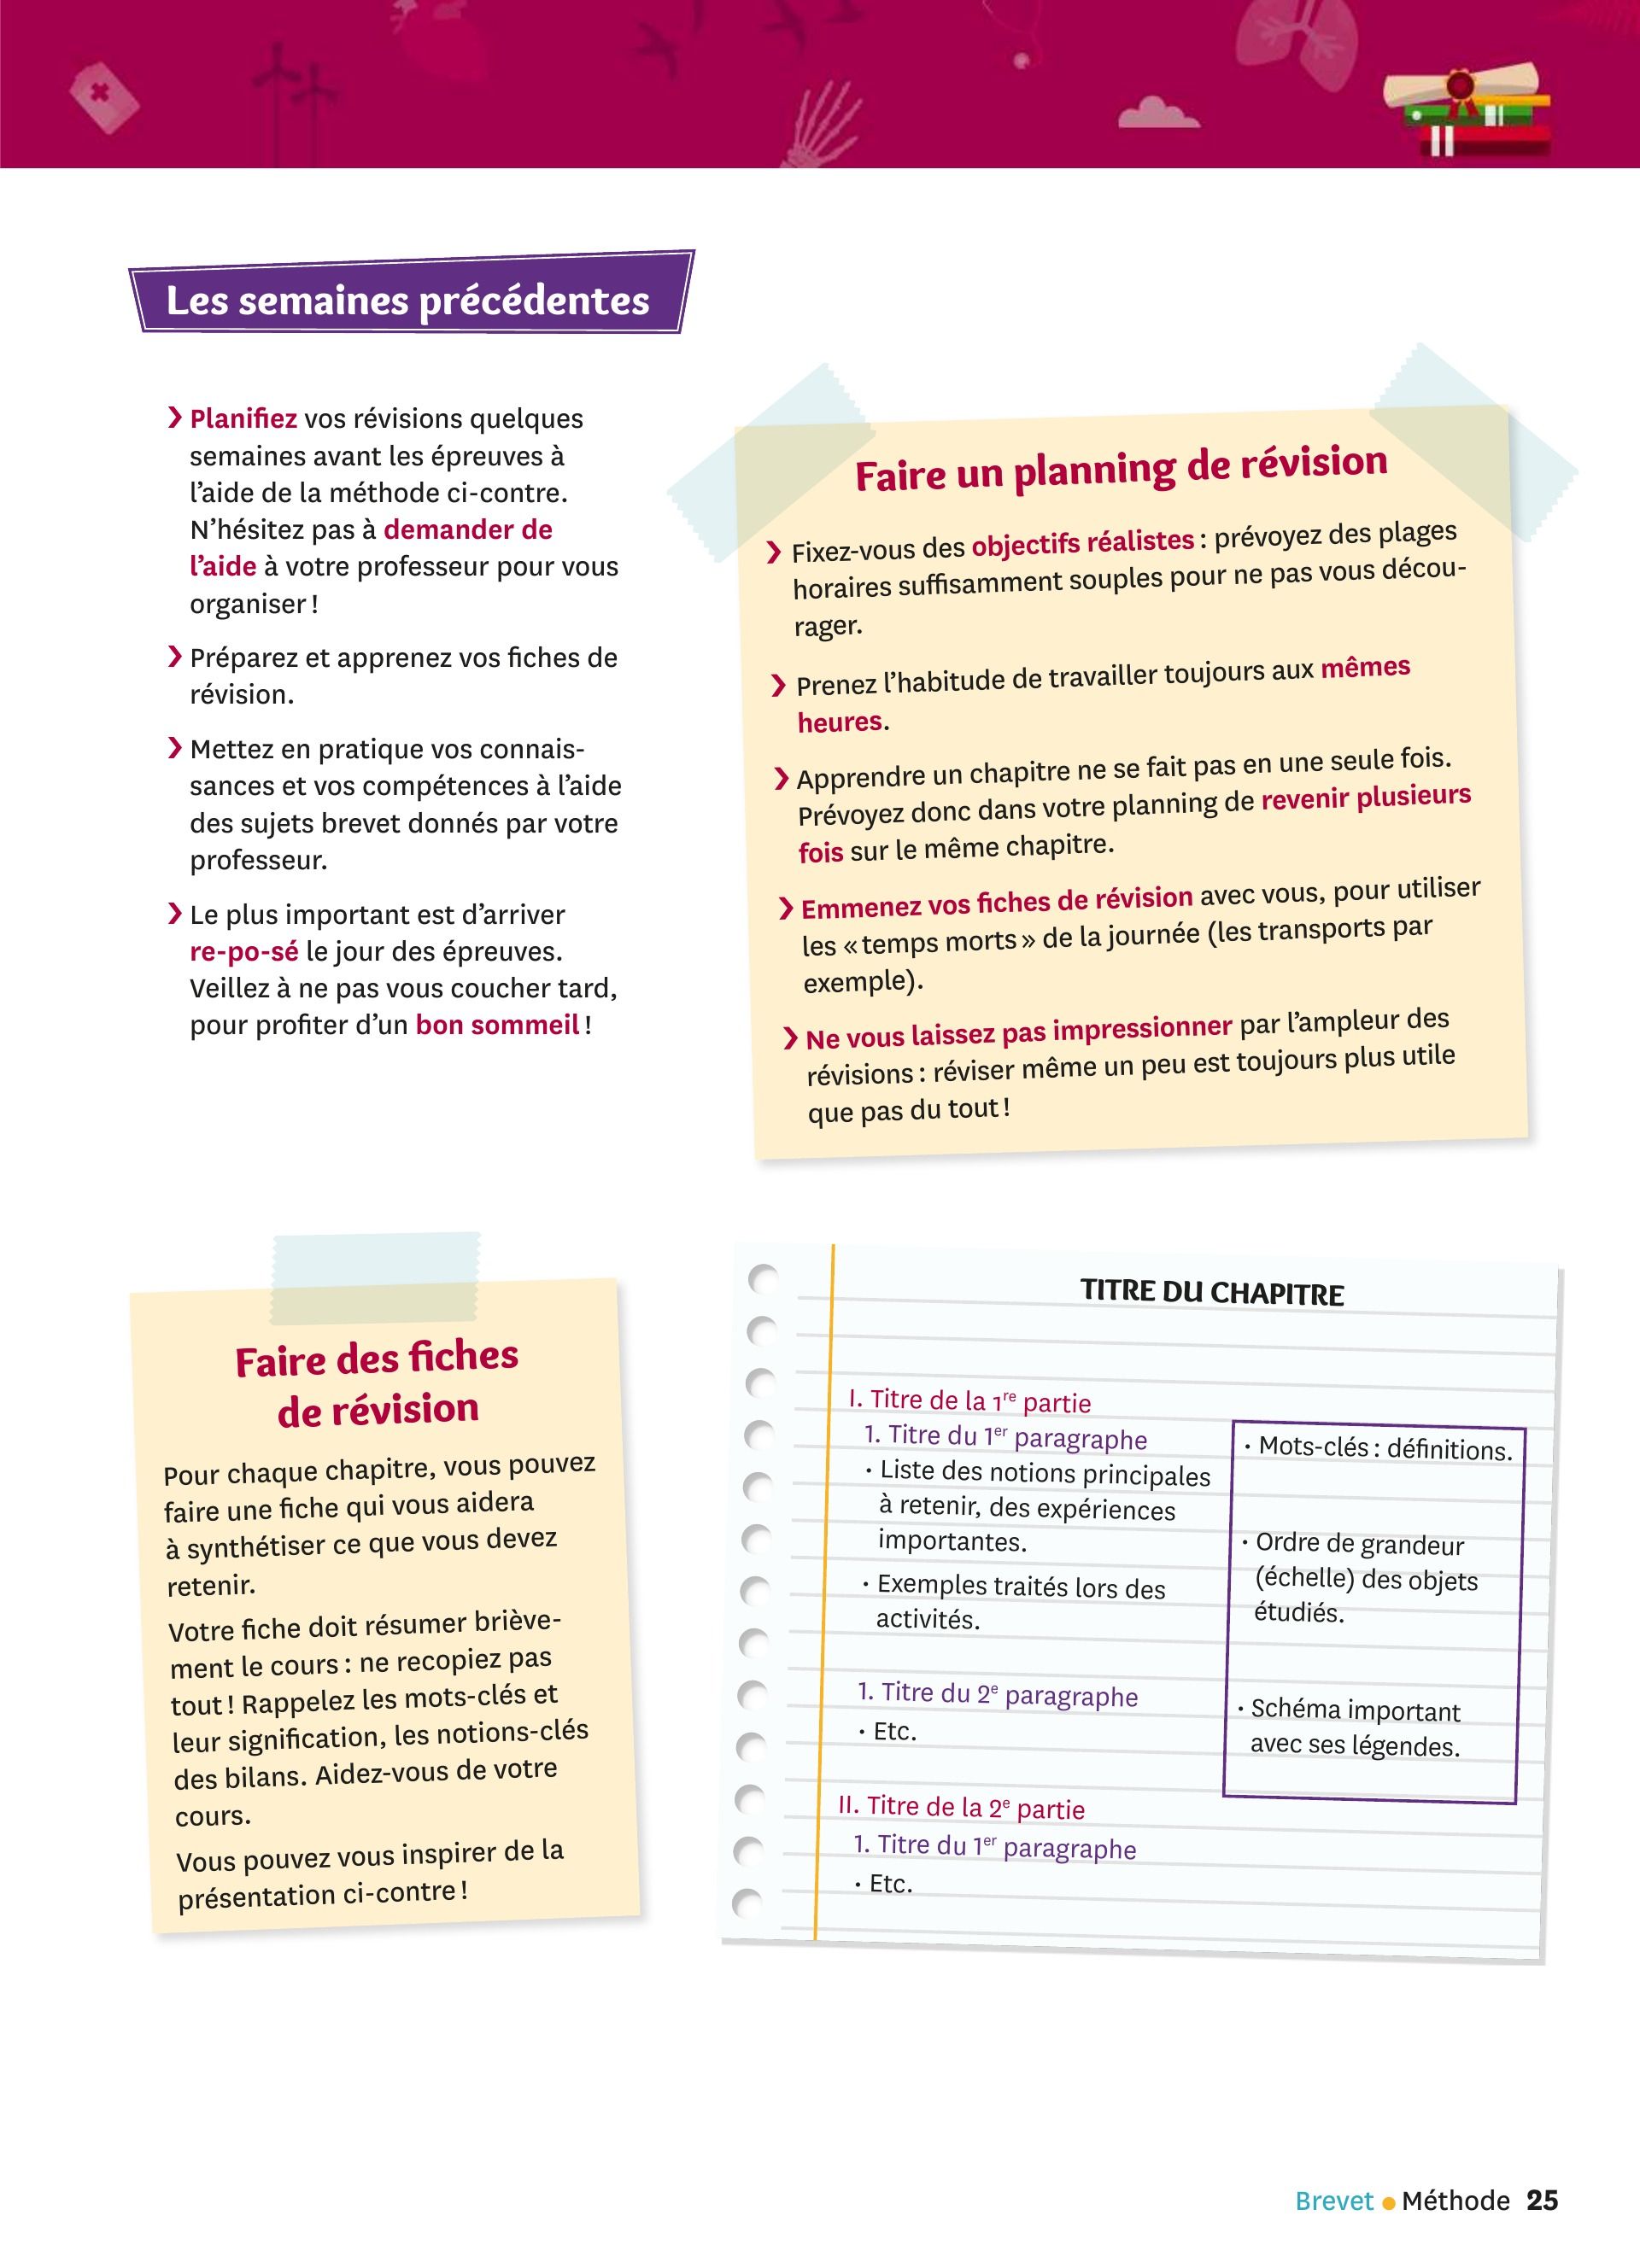 Les semaines précédentes
❯ Planifiez vos révisions quelques
semaines avant les épreuves à
l’aide de la méthode ci-contre.
N’hésitez pas à demander de
l’aide à votre professeur pour vous
organiser !
❯ Préparez et apprenez vos fiches de
révision.
❯ Mettez en pratique vos connais-
sances et vos compétences à l’aide
des sujets brevet donnés par votre
professeur.
❯ Le plus important est d’arriver
re-po-sé le jour des épreuves.
Veillez à ne pas vous coucher tard,
pour profiter d’un bon sommeil !
Faire un planning de révision
❯ Fixez-vous des objectifs réalistes : prévoyez des plages
horaires suffisamment souples pour ne pas vous décou-
rager.
❯ Prenez l’habitude de travailler toujours aux mêmes
heures.
❯ Apprendre un chapitre ne se fait pas en une seule fois.
Prévoyez donc dans votre planning de revenir plusieurs
fois sur le même chapitre.
❯ Emmenez vos fiches de révision avec vous, pour utiliser
les « temps morts » de la journée (les transports par
exemple).
❯ Ne vous laissez pas impressionner par l’ampleur des
révisions : réviser même un peu est toujours plus utile
que pas du tout !
Faire des fiches
de révision
Pour chaque chapitre, vous pouvez
faire une fiche qui vous aidera
à synthétiser ce que vous devez
retenir.
Votre fiche doit résumer briève-
ment le cours : ne recopiez pas
tout ! Rappelez les mots-clés et
leur signification, les notions-clés
des bilans. Aidez-vous de votre
cours.
Vous pouvez vous inspirer de la
présentation ci-contre !
TITRE DU CHAPITRE
I. Titre de la 1re partie
1. Titre du 1er paragraphe
• Liste des notions principales
à retenir, des expériences
importantes.
• Exemples traités lors des
activités.
1. Titre du 2e paragraphe
• Etc.
II. Titre de la 2e partie
1. Titre du 1er paragraphe
• Etc.
• Mots-clés : définitions.
• Ordre de grandeur
(échelle) des objets
étudiés.
• Schéma important
avec ses légendes.
Brevet • Méthode 25